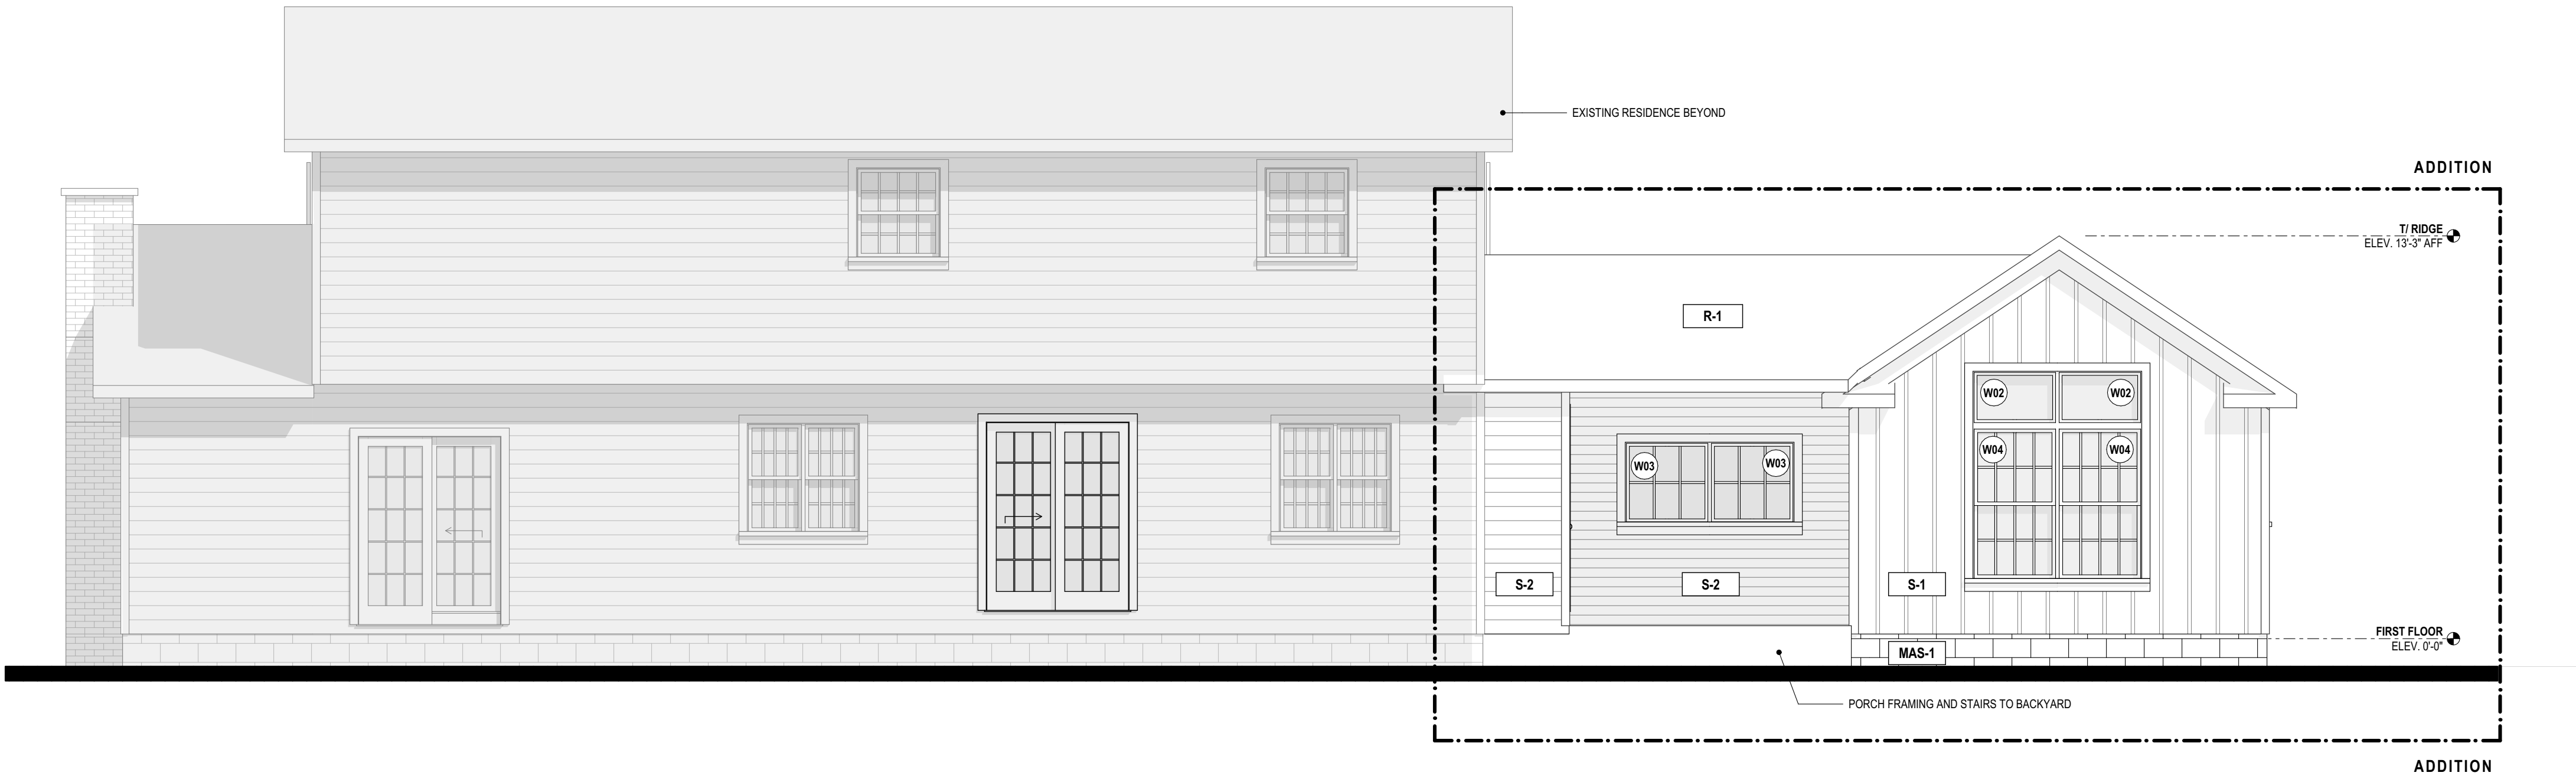 EXISTING RESIDENCE BEYOND
ADDITION
T/ RIDGE
ELEV. 13'-3" AFF
R-1
W02
W02
W04
W04
W03
W03
S-2
S-2
S-1
FIRST FLOOR
ELEV. 0'-0"
MAS-1
PORCH FRAMING AND STAIRS TO BACKYARD
ADDITION